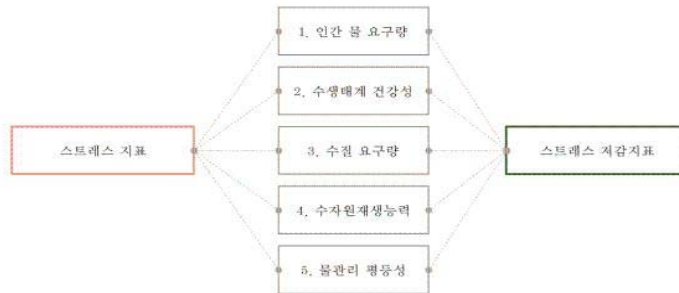 1. 인간 물 요구량
2. 수생태계 건강성
스트레스 지표
3. 수질 요구량
스트레스 저감지표
4. 수자원재생능력
5. 물관리 평등성